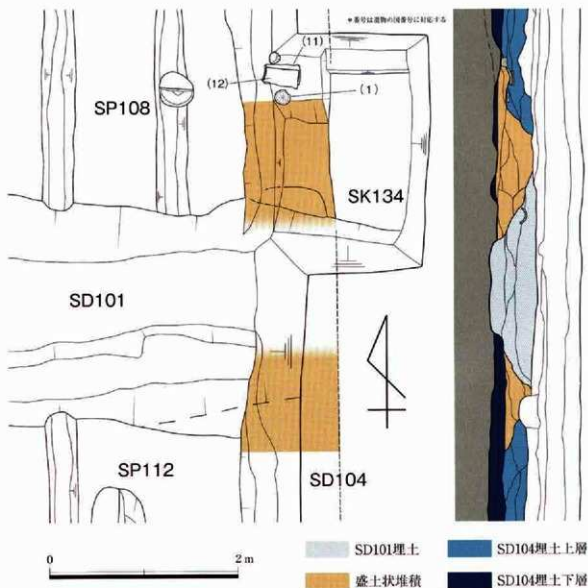 *番号は遺物の図番号に対応する
(11)
(12)
(1)
SP108
SK134
SD101
SP112
SD104
0 2 m
SD101埋土
SD104埋土上層
盛土状堆積
SD104埋土下層